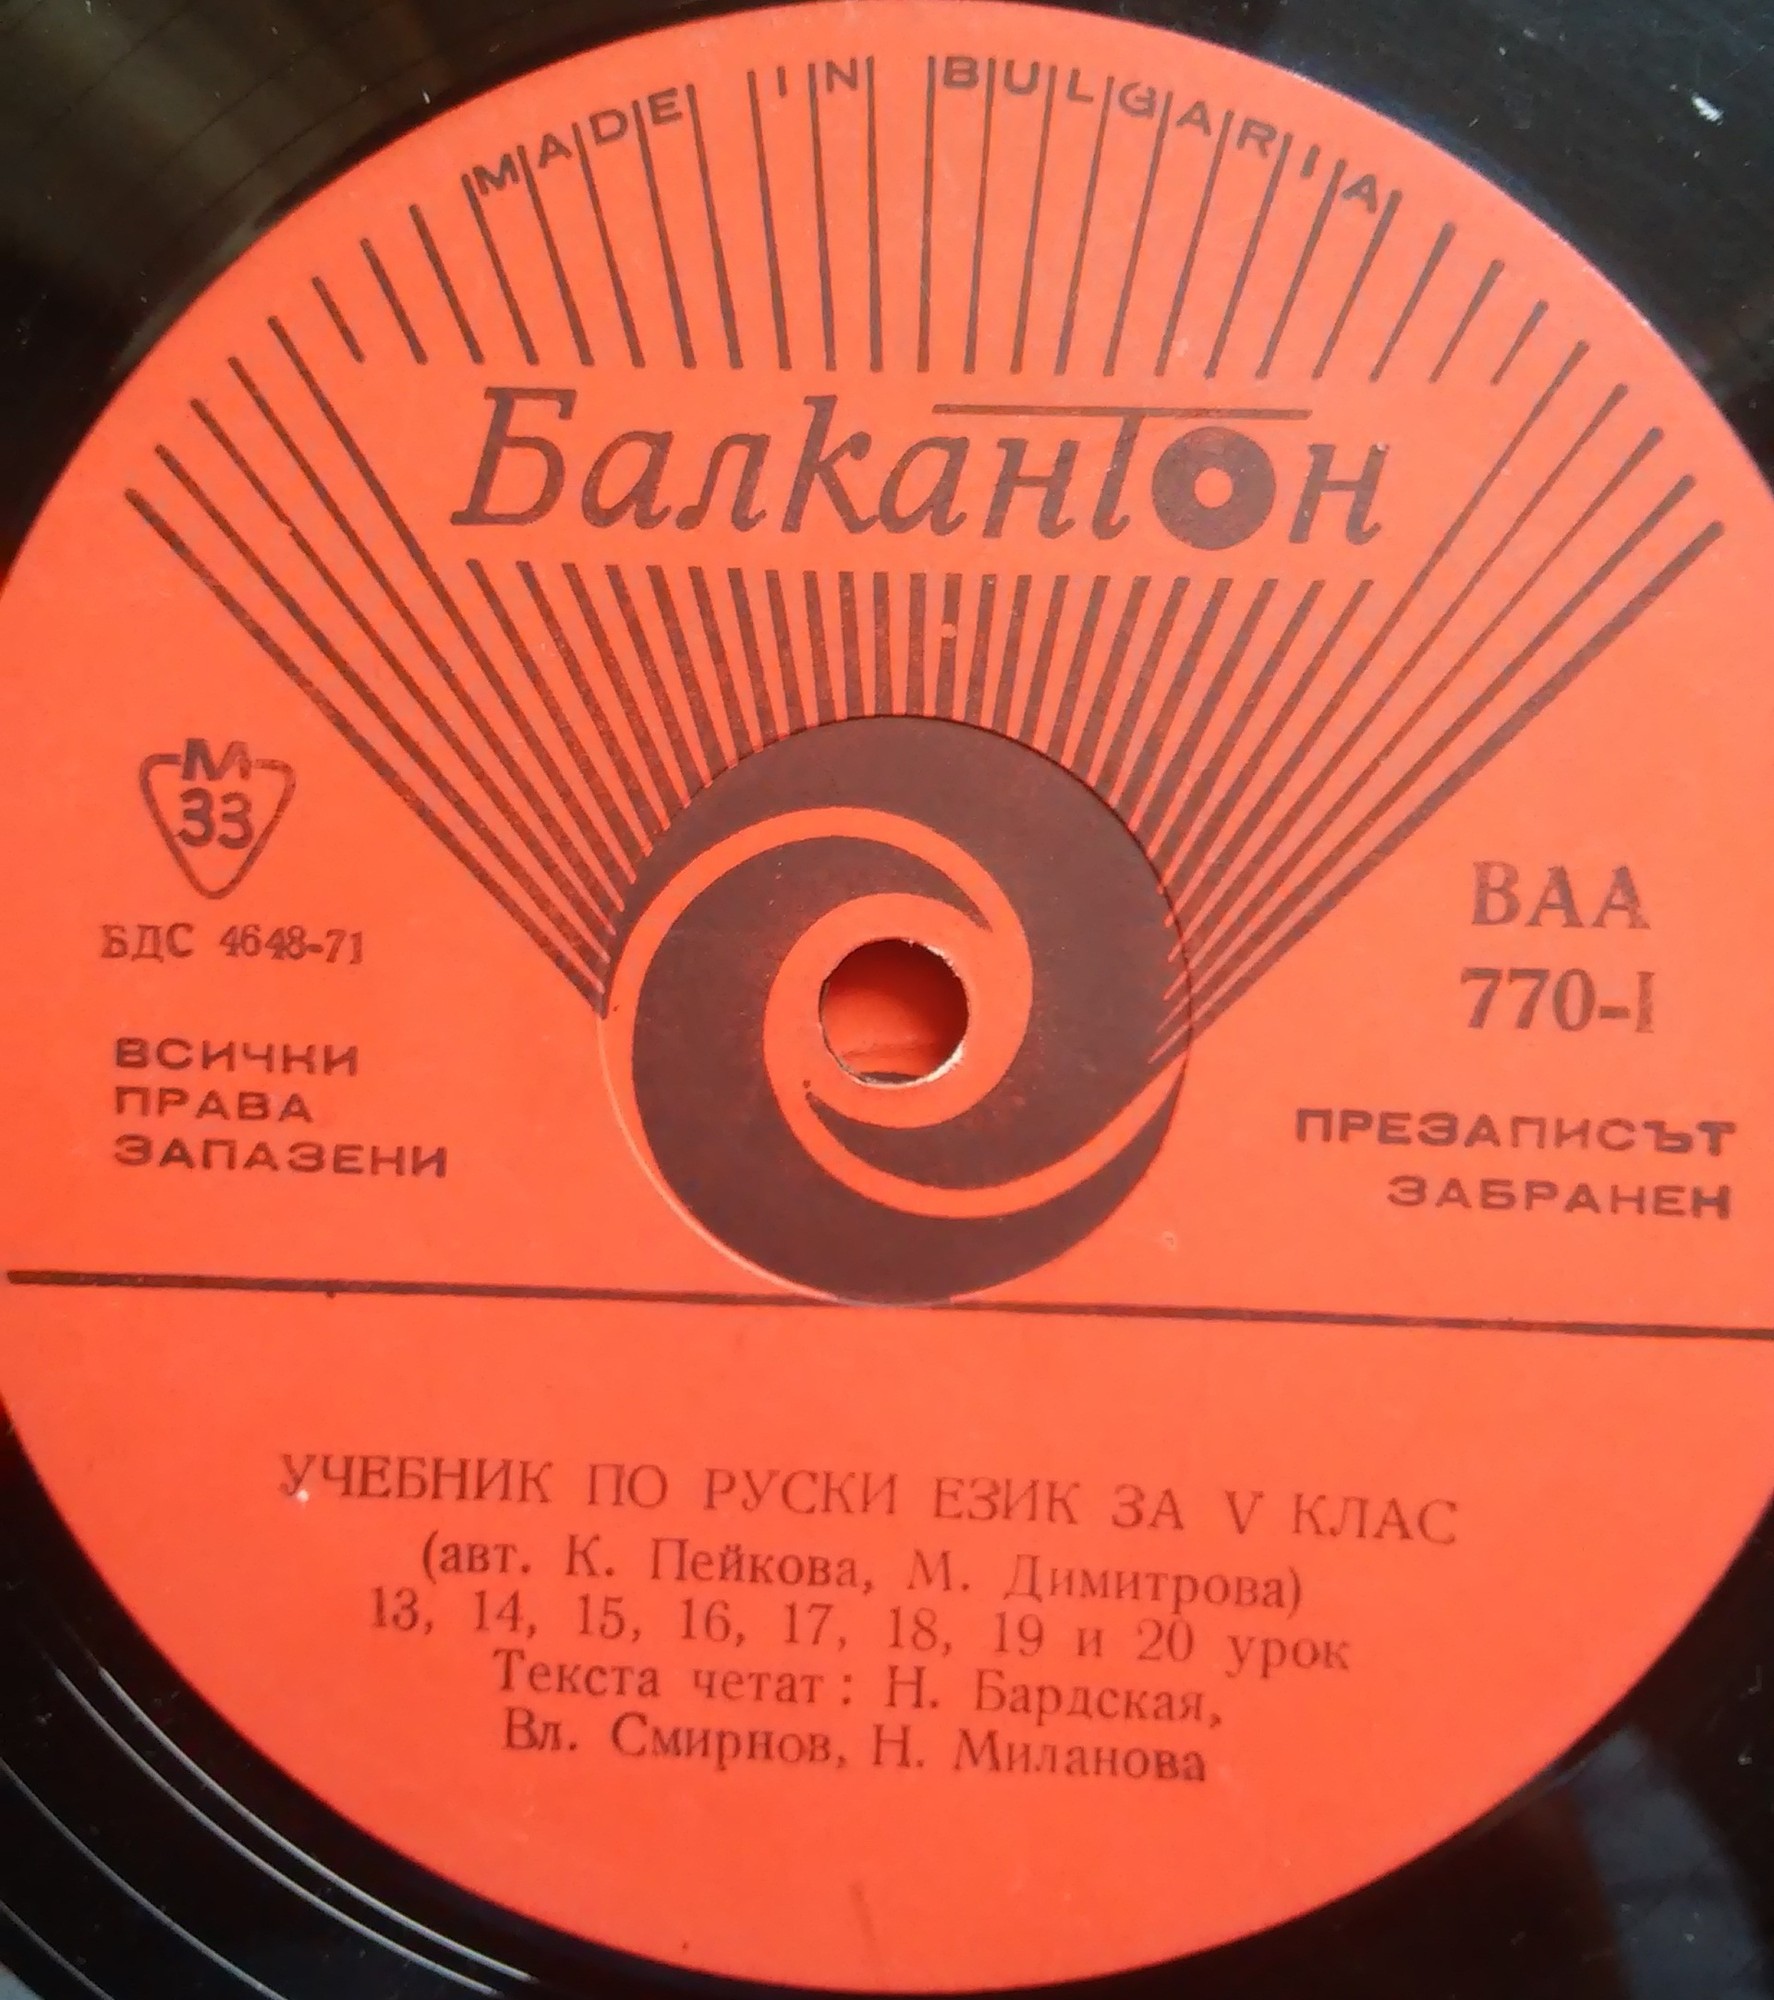 MADE IN BULGARIA
Балкантон
М
33
БДС 4648-71
ВСИЧКИ
ПРАВА
ЗАПАЗЕНИ
ВАА
770-I
ПРЕЗАПИСЪТ
ЗАБРАНЕН
УЧЕБНИК ПО РУСКИ ЕЗИК ЗА V КЛАС
(авт. К. Пейкова, М. Димитрова)
13, 14, 15, 16, 17, 18, 19 и 20 урок
Текста четат: Н. Бардская,
Вл. Смирнов, Н. Миланова